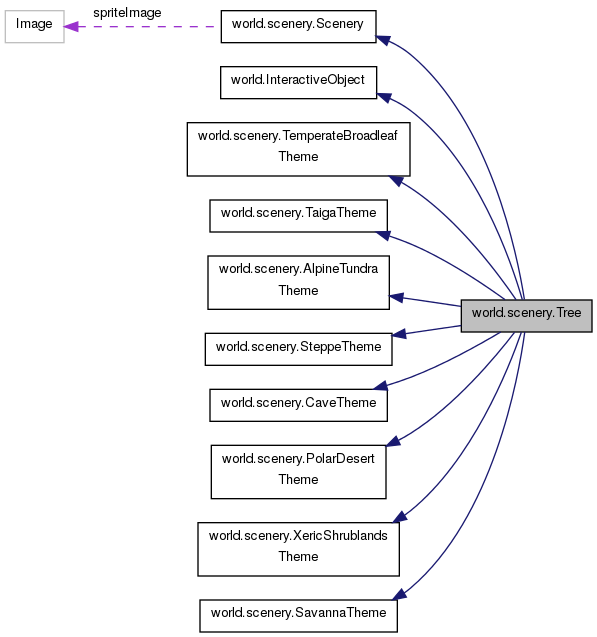 Image
spriteImage
world.scenery.Scenery
world.InteractiveObject
world.scenery.TemperateBroadleaf
Theme
world.scenery.TaigaTheme
world.scenery.AlpineTundra
Theme
world.scenery.Tree
world.scenery.SteppeTheme
world.scenery.CaveTheme
world.scenery.PolarDesert
Theme
world.scenery.XericShrublands
Theme
world.scenery.SavannaTheme